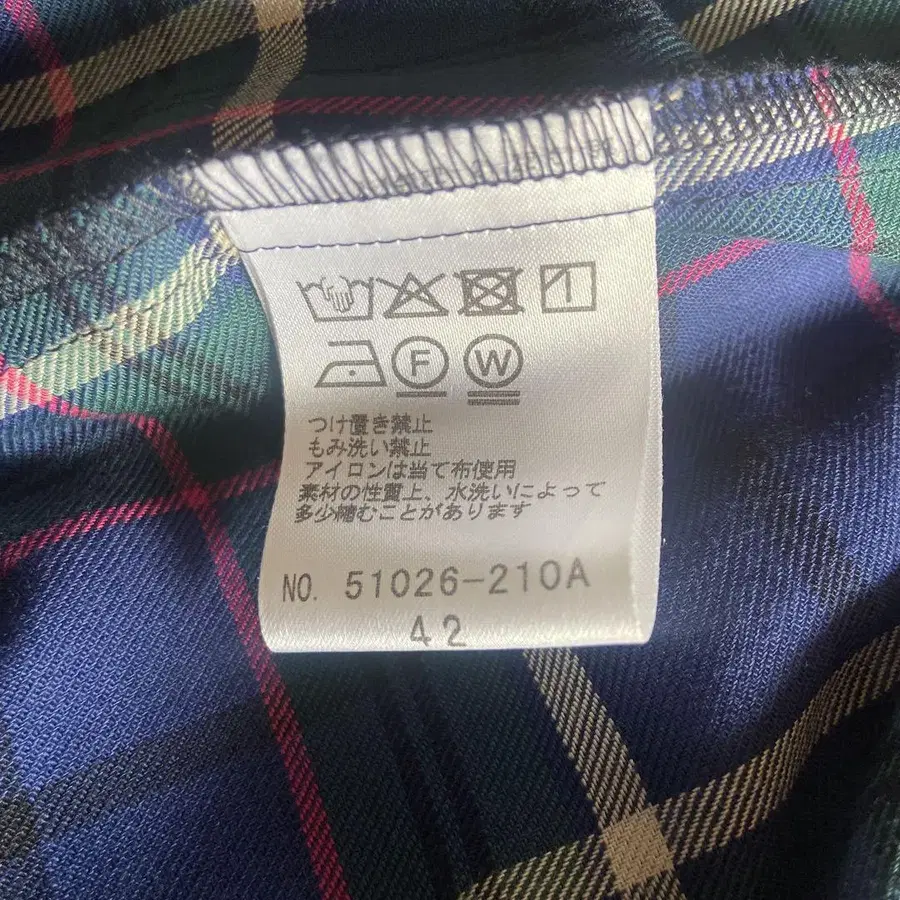 F W
つけ置き禁止
もみ洗い禁止
アイロンは当て布使用
素材の性質上、水洗いによって
多少縮むことがあります
NO. 51026-210A
42